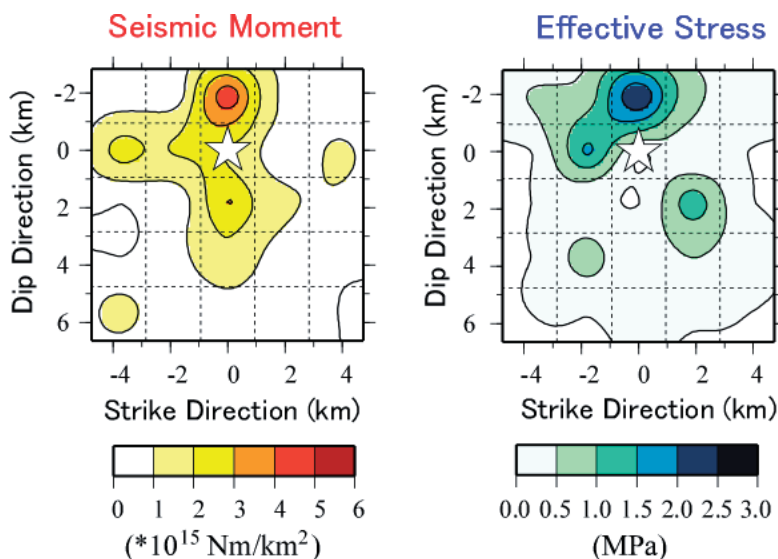 Seismic Moment
Effective Stress
Dip Direction (km)
-2
0
2
4
6
-4 -2 0 2 4
Strike Direction (km)
0 1 2 3 4 5 6
(*10¹⁵ Nm/km²)
Dip Direction (km)
-2
0
2
4
6
-4 -2 0 2 4
Strike Direction (km)
0.0 0.5 1.0 1.5 2.0 2.5 3.0
(MPa)